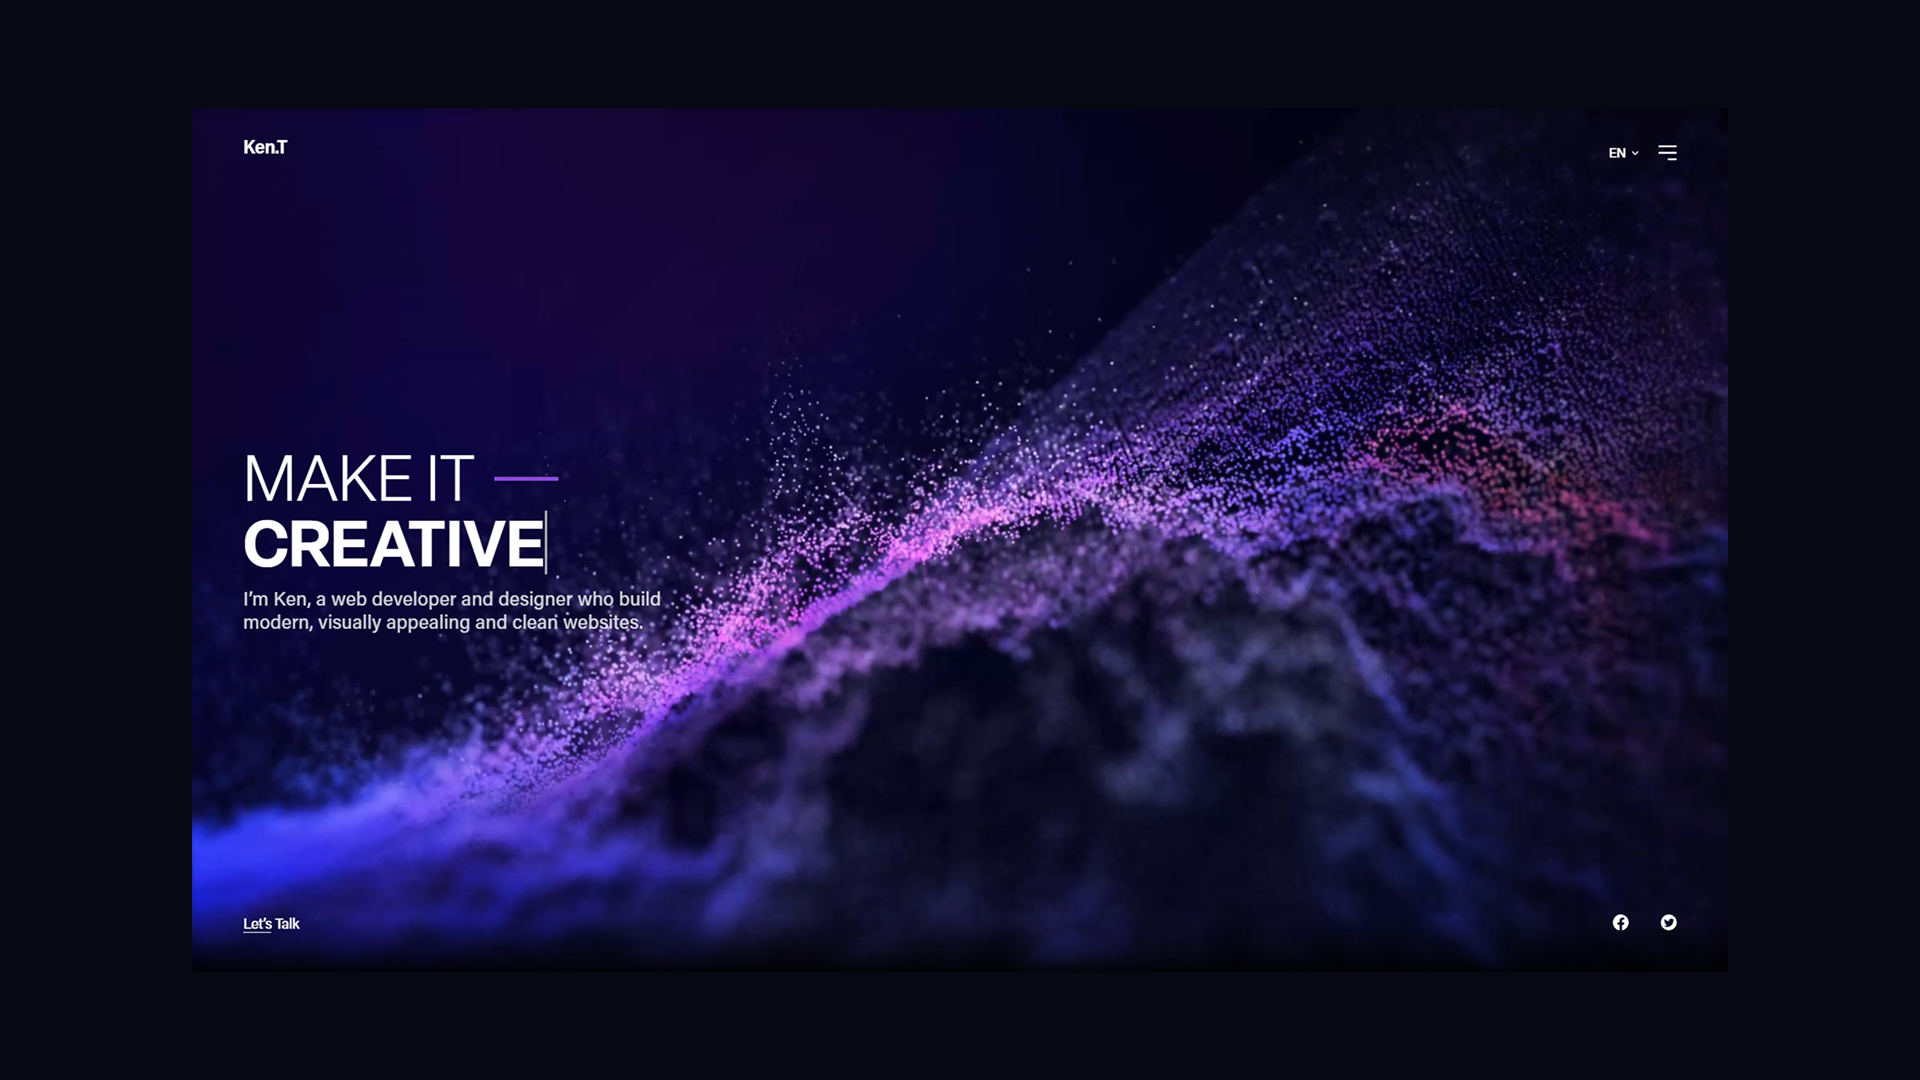 Ken.T
EN
MAKE IT —
CREATIVE
I’m Ken, a web developer and designer who build
modern, visually appealing and clean websites.
Let’s Talk